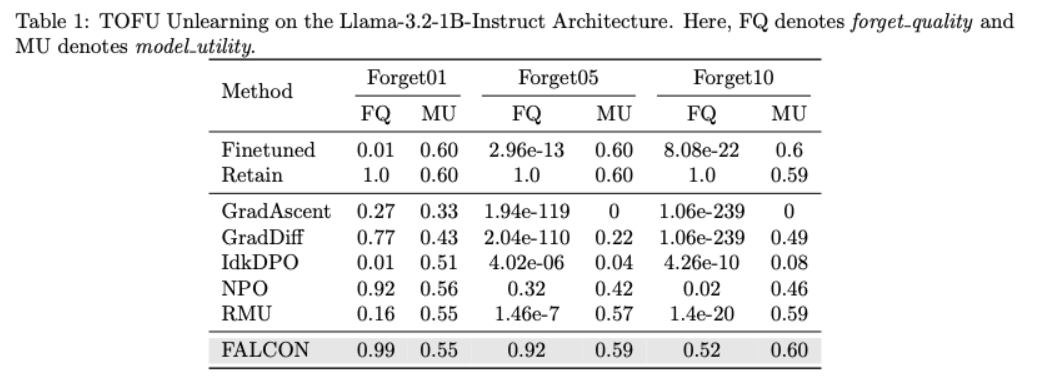 Table 1: TOFU Unlearning on the Llama-3.2-1B-Instruct Architecture. Here, FQ denotes forget_quality and
MU denotes model_utility.
Method Forget01 Forget05 Forget10
FQ MU FQ MU FQ MU
Finetuned 0.01 0.60 2.96e-13 0.60 8.08e-22 0.6
Retain 1.0 0.60 1.0 0.60 1.0 0.59
GradAscent 0.27 0.33 1.94e-119 0 1.06e-239 0
GradDiff 0.77 0.43 2.04e-110 0.22 1.06e-239 0.49
IdkDPO 0.01 0.51 4.02e-06 0.04 4.26e-10 0.08
NPO 0.92 0.56 0.32 0.42 0.02 0.46
RMU 0.16 0.55 1.46e-7 0.57 1.4e-20 0.59
FALCON 0.99 0.55 0.92 0.59 0.52 0.60